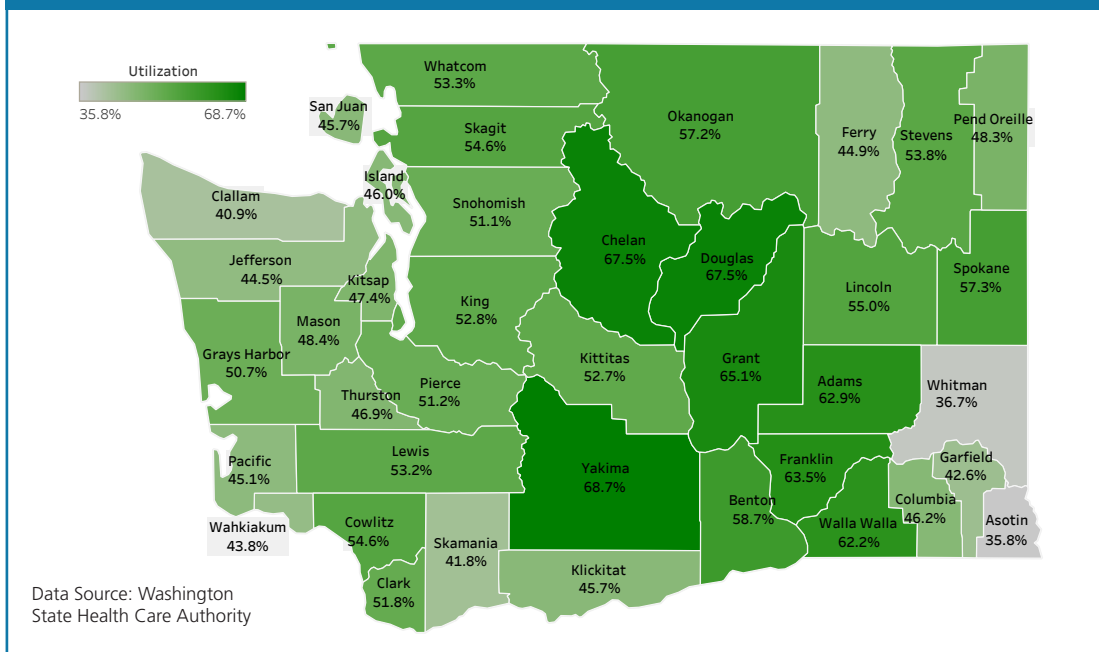 Utilization
35.8%
68.7%
Whatcom
53.3%
San Juan
45.7%
Skagit
54.6%
Okanogan
57.2%
Ferry
44.9%
Stevens
53.8%
Pend Oreille
48.3%
Island
46.0%
Clallam
40.9%
Snohomish
51.1%
Chelan
67.5%
Douglas
67.5%
Jefferson
44.5%
Kitsap
47.4%
King
52.8%
Lincoln
55.0%
Spokane
57.3%
Mason
48.4%
Grays Harbor
50.7%
Kittitas
52.7%
Grant
65.1%
Thurston
46.9%
Pierce
51.2%
Adams
62.9%
Whitman
36.7%
Pacific
45.1%
Lewis
53.2%
Yakima
68.7%
Franklin
63.5%
Garfield
42.6%
Benton
58.7%
Columbia
46.2%
Wahkiakum
43.8%
Cowlitz
54.6%
Skamania
41.8%
Walla Walla
62.2%
Asotin
35.8%
Clark
51.8%
Klickitat
45.7%
Data Source: Washington
State Health Care Authority